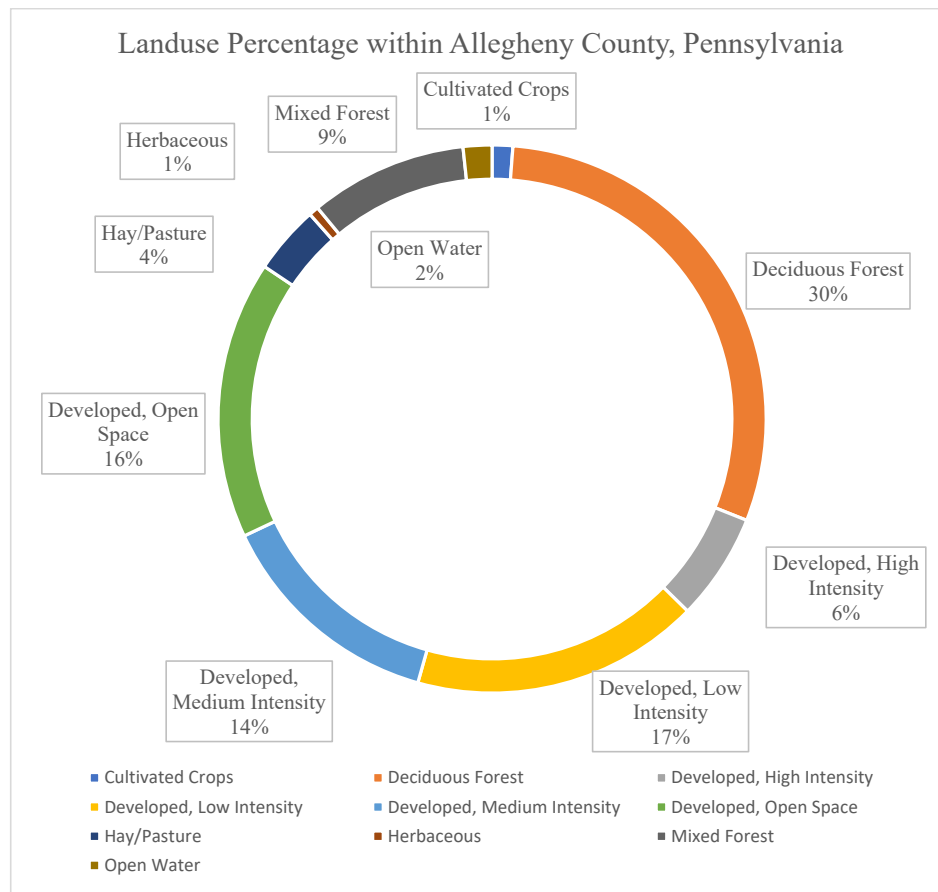 Landuse Percentage within Allegheny County, Pennsylvania
Cultivated Crops
1%
Mixed Forest
9%
Herbaceous
1%
Hay/Pasture
4%
Open Water
2%
Deciduous Forest
30%
Developed, Open
Space
16%
Developed, High
Intensity
6%
Developed,
Medium Intensity
14%
Developed, Low
Intensity
17%
Cultivated Crops
Deciduous Forest
Developed, High Intensity
Developed, Low Intensity
Developed, Medium Intensity
Developed, Open Space
Hay/Pasture
Herbaceous
Mixed Forest
Open Water